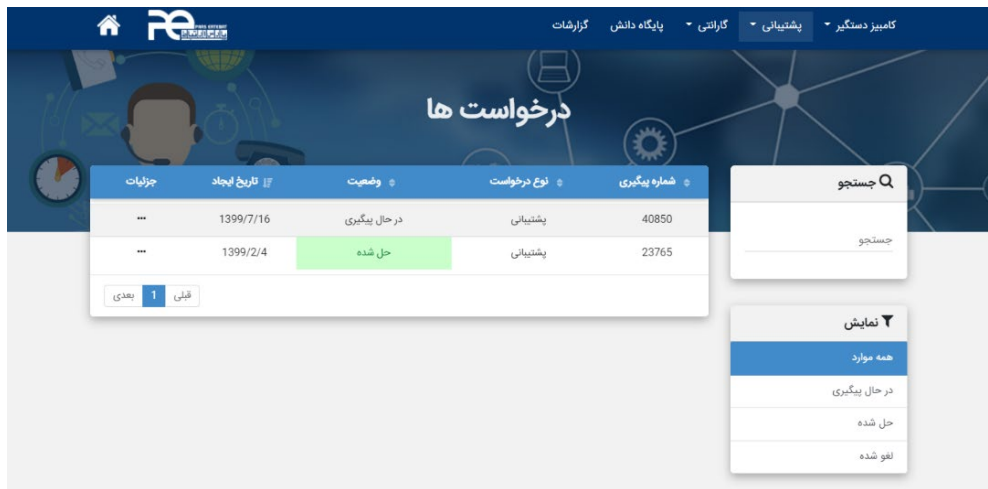 کامبیز دستگیر پشتیبانی گارانتی پایگاه دانش گزارشات
درخواست ها
جستجو
جستجو
شماره پیگیری نوع درخواست وضعیت تاریخ ایجاد جزئیات
40850 پشتیبانی در حال پیگیری 1399/7/16 ...
23765 پشتیبانی حل شده 1399/2/4 ...
قبلی 1 بعدی
نمایش
همه موارد
در حال پیگیری
حل شده
لغو شده